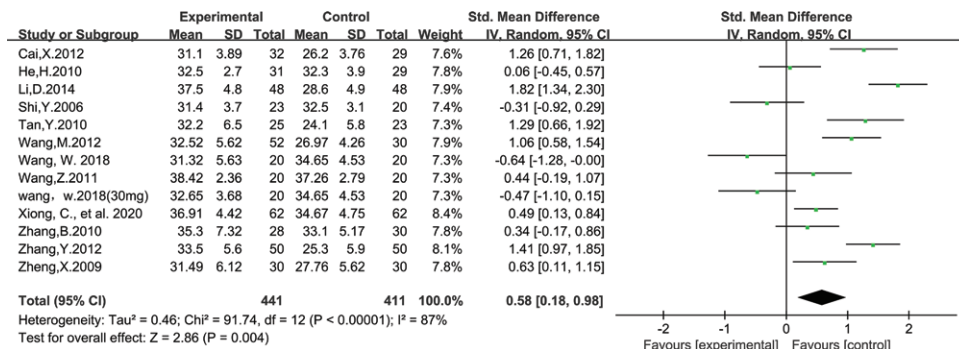 Experimental Control Std. Mean Difference Std. Mean Difference
Study or Subgroup Mean SD Total Mean SD Total Weight IV. Random. 95% CI IV. Random. 95% CI
Cai,X.2012 31.1 3.89 32 26.2 3.76 29 7.6% 1.26 [0.71, 1.82]
He,H.2010 32.5 2.7 31 32.3 3.9 29 7.8% 0.06 [-0.45, 0.57]
Li,D.2014 37.5 4.8 48 28.6 4.9 48 7.9% 1.82 [1.34, 2.30]
Shi,Y.2006 31.4 3.7 23 32.5 3.1 20 7.4% -0.31 [-0.92, 0.29]
Tan,Y.2010 32.2 6.5 25 24.1 5.8 23 7.3% 1.29 [0.66, 1.92]
Wang,M.2012 32.52 5.62 52 26.97 4.26 30 7.9% 1.06 [0.58, 1.54]
Wang, W. 2018 31.32 5.63 20 34.65 4.53 20 7.3% -0.64 [-1.28, -0.00]
Wang,Z.2011 38.42 2.36 20 37.26 2.79 20 7.3% 0.44 [-0.19, 1.07]
wang，w.2018(30mg) 32.65 3.68 20 34.65 4.53 20 7.3% -0.47 [-1.10, 0.15]
Xiong, C., et al. 2020 36.91 4.42 62 34.67 4.75 62 8.4% 0.49 [0.13, 0.84]
Zhang,B.2010 35.3 7.32 28 33.1 5.17 30 7.8% 0.34 [-0.17, 0.86]
Zhang,Y.2012 33.5 5.6 50 25.3 5.9 50 8.1% 1.41 [0.97, 1.85]
Zheng,X.2009 31.49 6.12 30 27.76 5.62 30 7.8% 0.63 [0.11, 1.15]
Total (95% CI) 441 411 100.0% 0.58 [0.18, 0.98]
Heterogeneity: Tau² = 0.46; Chi² = 91.74, df = 12 (P < 0.00001); I² = 87%
Test for overall effect: Z = 2.86 (P = 0.004)
-2 -1 0 1 2
Favours [experimental] Favours [control]